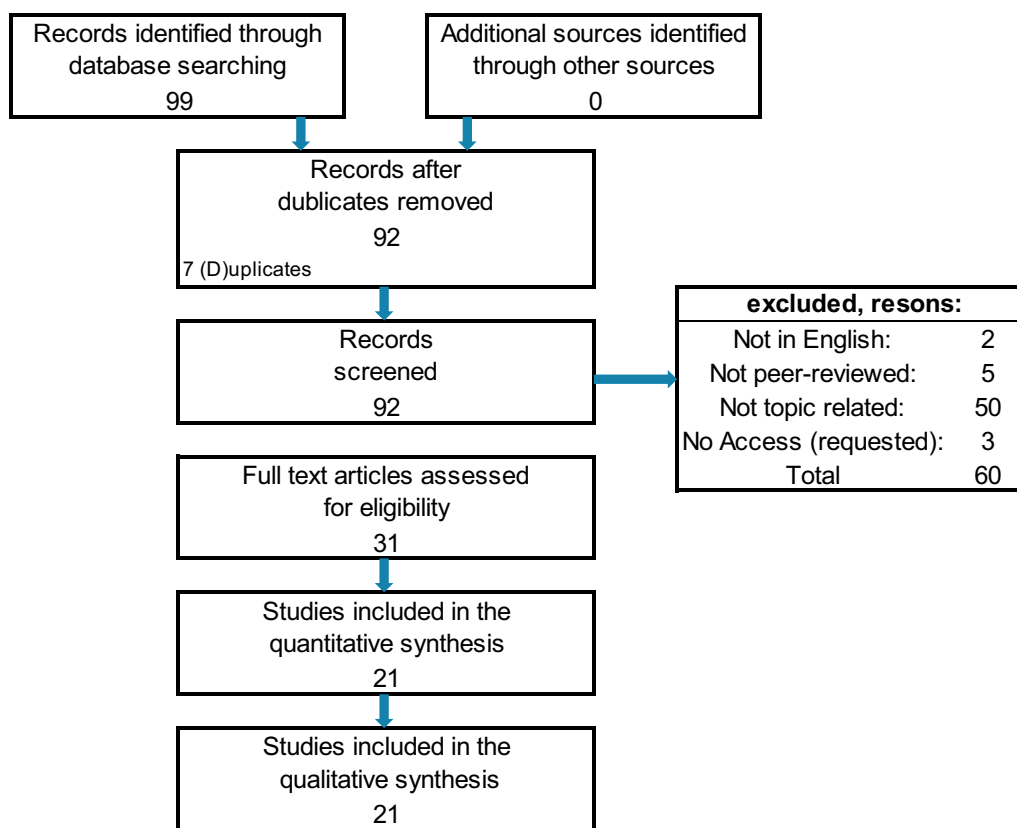 Records identified through
database searching
99
Additional sources identified
through other sources
0
Records after
dublicates removed
92
7 (D)uplicates
Records
screened
92
excluded, resons:
Not in English: 2
Not peer-reviewed: 5
Not topic related: 50
No Access (requested): 3
Total 60
Full text articles assessed
for eligibility
31
Studies included in the
quantitative synthesis
21
Studies included in the
qualitative synthesis
21